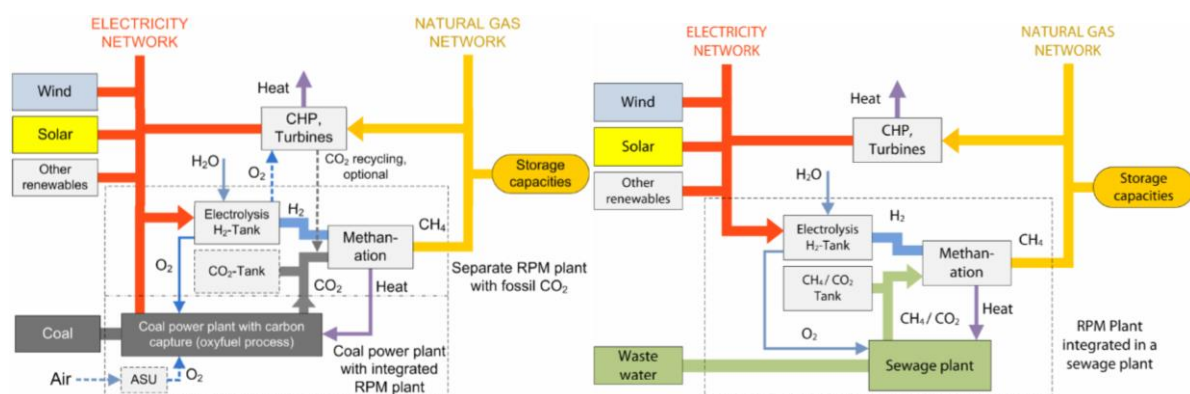 ELECTRICITY
NETWORK
NATURAL GAS
NETWORK
Wind
Solar
Other
renewables
Heat
CHP,
Turbines
H₂O
O₂
CO₂ recycling,
optional
Storage
capacities
Electrolysis
H₂-Tank
H₂
Methan-
ation
CH₄
CO₂-Tank
O₂
CO₂
Heat
Separate RPM plant
with fossil CO₂
Coal
Coal power plant with carbon
capture (oxyfuel process)
Coal power plant
with integrated
RPM plant
Air
ASU
O₂
ELECTRICITY
NETWORK
NATURAL GAS
NETWORK
Wind
Solar
Other
renewables
Heat
CHP,
Turbines
H₂O
Storage
capacities
Electrolysis
H₂-Tank
H₂
Methan-
ation
CH₄
CH₄ / CO₂
Tank
O₂
CH₄ / CO₂
Heat
RPM Plant
integrated in a
sewage plant
Waste
water
Sewage plant